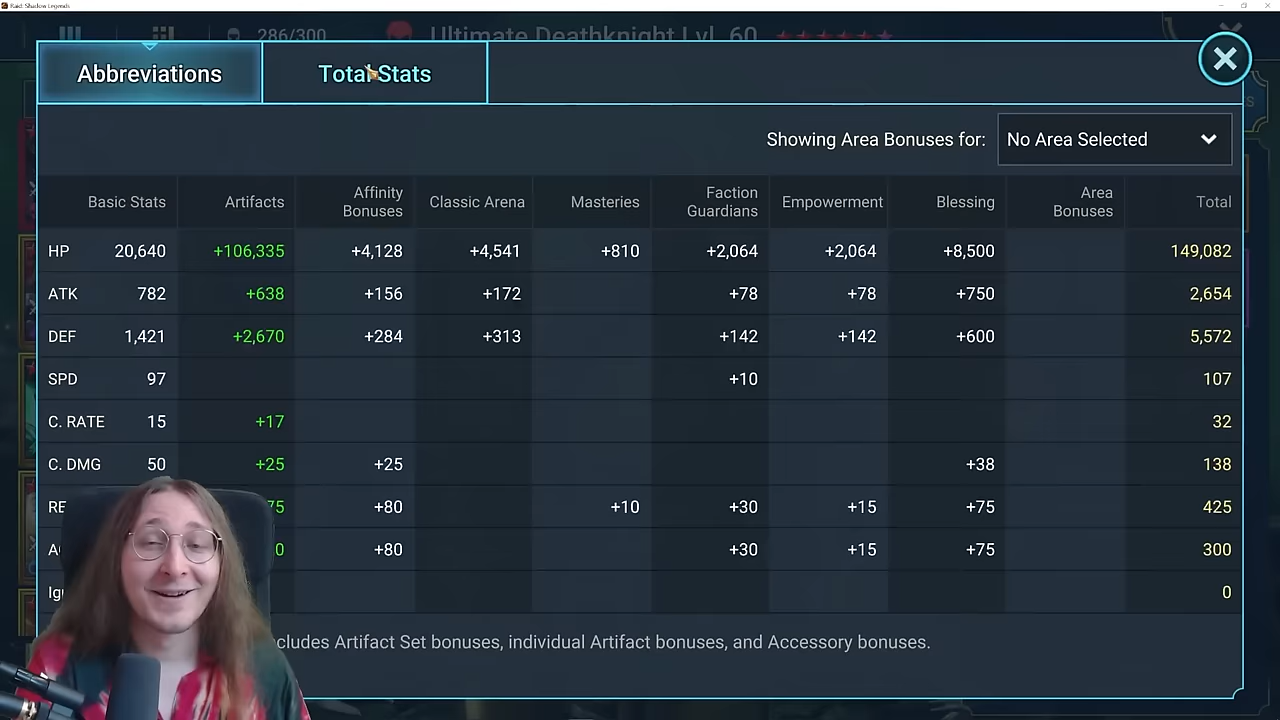 Raid: Shadow Legends
286/300
Ultimate Deathknight Lvl. 60
Abbreviations
Total Stats
Showing Area Bonuses for:
No Area Selected
Basic Stats
Artifacts
Affinity Bonuses
Classic Arena
Masteries
Faction Guardians
Empowerment
Blessing
Area Bonuses
Total
HP 20,640 +106,335 +4,128 +4,541 +810 +2,064 +2,064 +8,500 149,082
ATK 782 +638 +156 +172 +78 +78 +750 2,654
DEF 1,421 +2,670 +284 +313 +142 +142 +600 5,572
SPD 97 +10 107
C. RATE 15 +17 32
C. DMG 50 +25 +25 +38 138
RE 75 +80 +10 +30 +15 +75 425
0 +80 +30 +15 +75 300
0
cludes Artifact Set bonuses, individual Artifact bonuses, and Accessory bonuses.